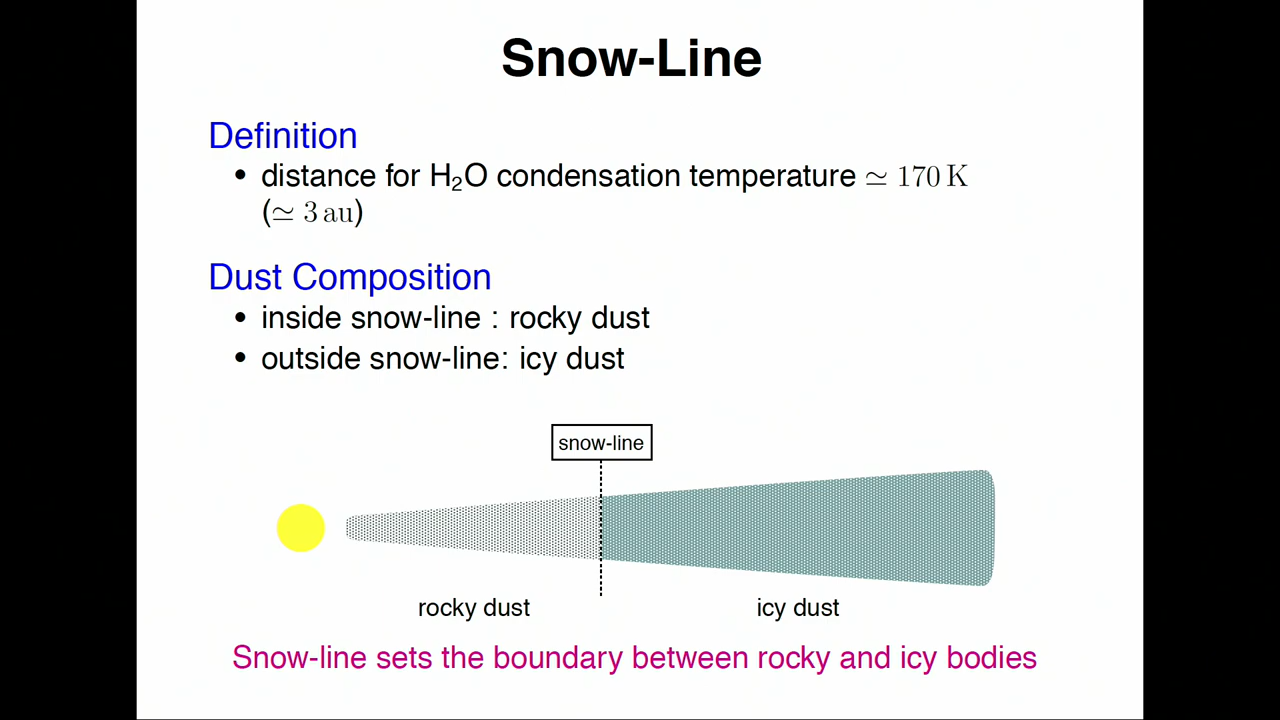 Snow-Line
Definition
• distance for H₂O condensation temperature ≃ 170 K
(≃ 3 au)
Dust Composition
• inside snow-line : rocky dust
• outside snow-line: icy dust
snow-line
rocky dust
icy dust
Snow-line sets the boundary between rocky and icy bodies